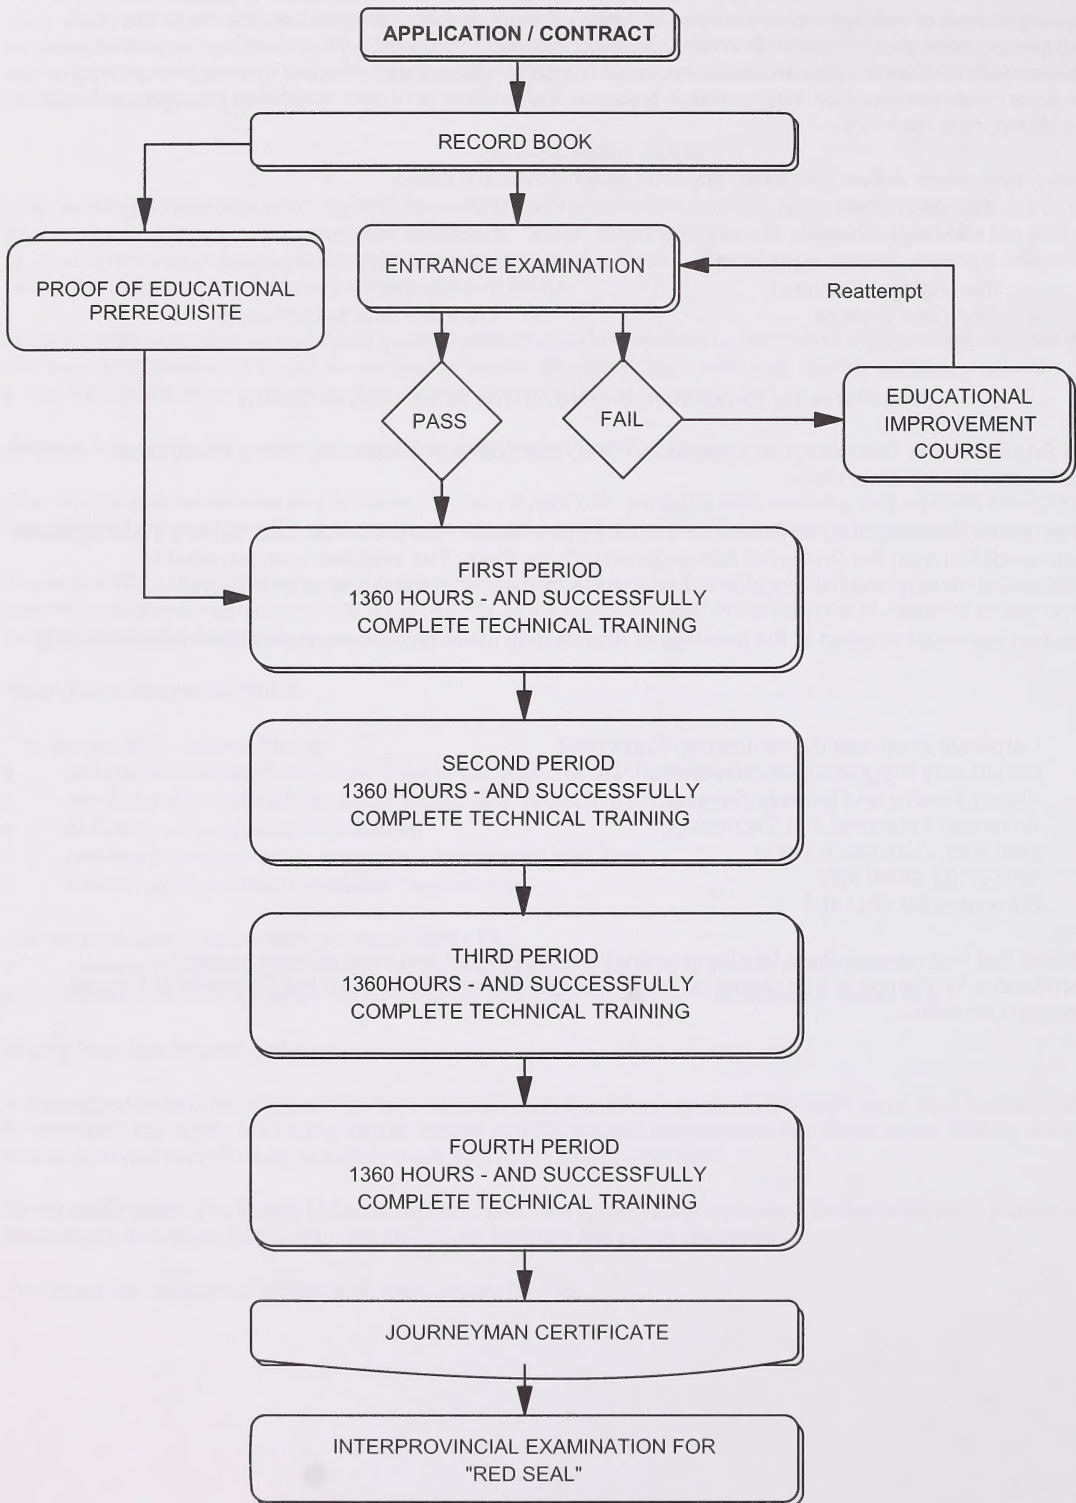 APPLICATION / CONTRACT
RECORD BOOK
PROOF OF EDUCATIONAL
PREREQUISITE
ENTRANCE EXAMINATION
Reattempt
PASS
FAIL
EDUCATIONAL
IMPROVEMENT
COURSE
FIRST PERIOD
1360 HOURS - AND SUCCESSFULLY
COMPLETE TECHNICAL TRAINING
SECOND PERIOD
1360 HOURS - AND SUCCESSFULLY
COMPLETE TECHNICAL TRAINING
THIRD PERIOD
1360HOURS - AND SUCCESSFULLY
COMPLETE TECHNICAL TRAINING
FOURTH PERIOD
1360 HOURS - AND SUCCESSFULLY
COMPLETE TECHNICAL TRAINING
JOURNEYMAN CERTIFICATE
INTERPROVINCIAL EXAMINATION FOR
"RED SEAL"